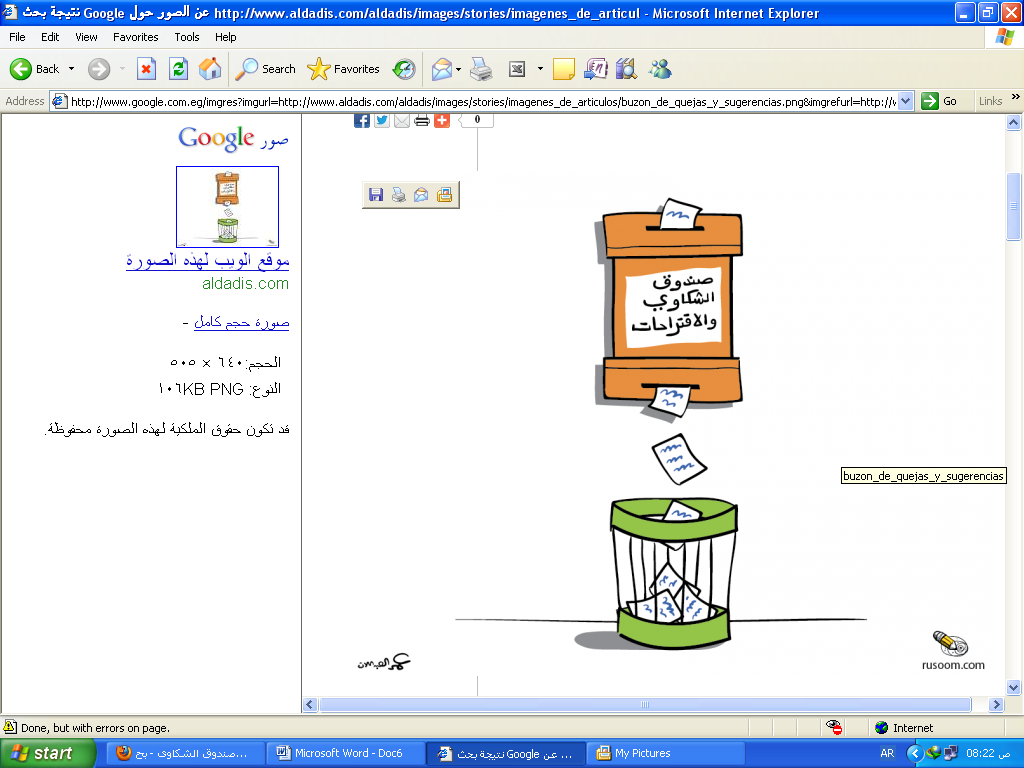 عن الصور حول Google نتيجة بحث http://www.aldadis.com/aldadis/images/stories/imagenes_de_articul - Microsoft Internet Explorer
File Edit View Favorites Tools Help
Back Search Favorites
Address http://www.google.com.eg/imgres?imgurl=http://www.aldadis.com/aldadis/images/stories/imagenes_de_articulos/buzon_de_quejas_y_sugerencias.png&imgrefurl=http://w Go Links »
0
صور Google
موقع الويب لهذه الصورة
aldadis.com
صورة حجم كامل -
الحجم: ٦٤٠ × ٥٠٥
النوع: ١٠٦KB PNG
قد تكون حقوق الملكية لهذه الصورة محفوظة.
صندوق
الشكاوي
والاقتراحات
buzon_de_quejas_y_sugerencias
rusoom.com
Done, but with errors on page. Internet
start صندوق الشكاوى - بح... Microsoft Word - Doc6 عن Google نتيجة بحث ... My Pictures AR 08:22 ص